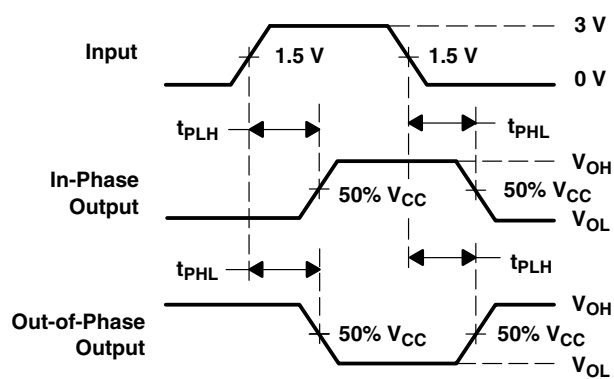 3 V
Input
1.5 V
1.5 V
0 V
tPLH
tPHL
VOH
In-Phase
Output
50% VCC
50% VCC
VOL
tPHL
tPLH
VOH
Out-of-Phase
Output
50% VCC
50% VCC
VOL